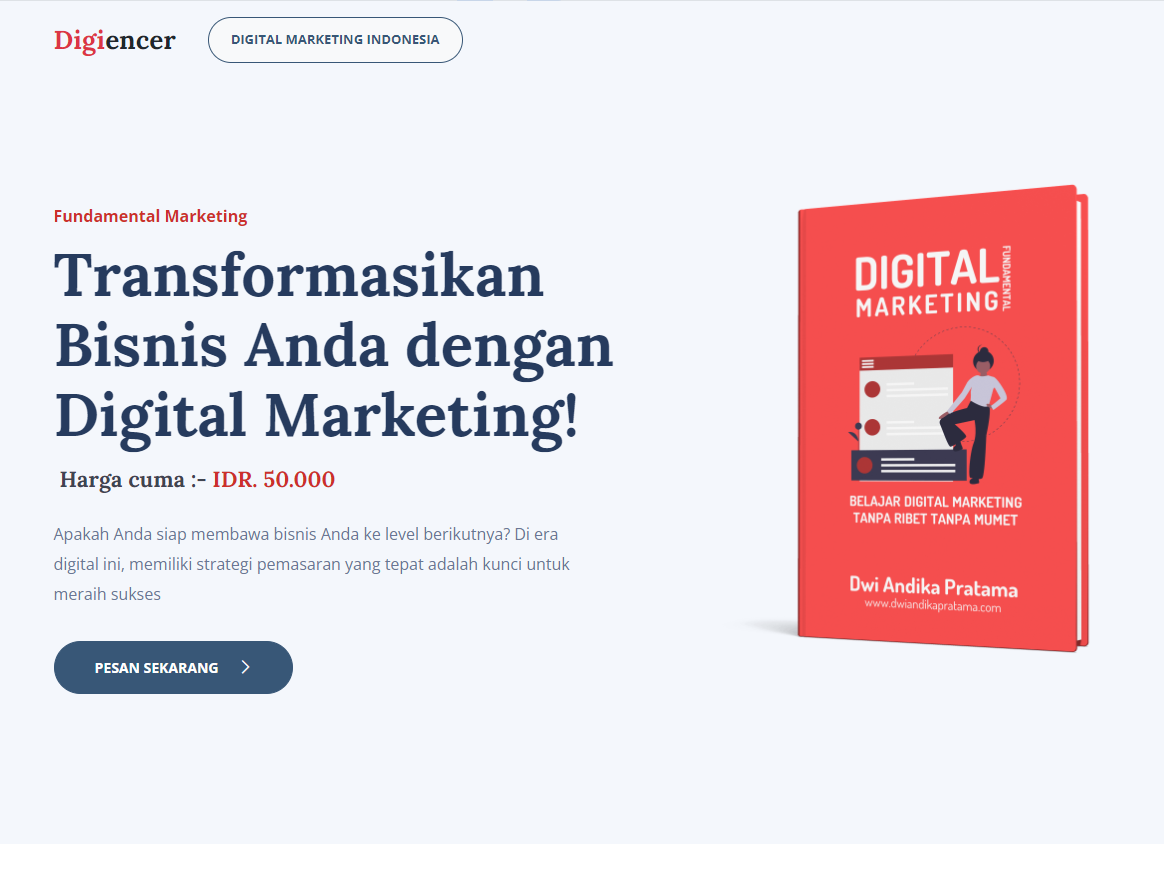 Digiencer
DIGITAL MARKETING INDONESIA
Fundamental Marketing
Transformasikan
Bisnis Anda dengan
Digital Marketing!
Harga cuma :- IDR. 50.000
Apakah Anda siap membawa bisnis Anda ke level berikutnya? Di era
digital ini, memiliki strategi pemasaran yang tepat adalah kunci untuk
meraih sukses
PESAN SEKARANG
DIGITAL
MARKETING
FUNDAMENTAL
BELAJAR DIGITAL MARKETING
TANPA RIBET TANPA MUMET
Dwi Andika Pratama
www.dwiandikapratama.com